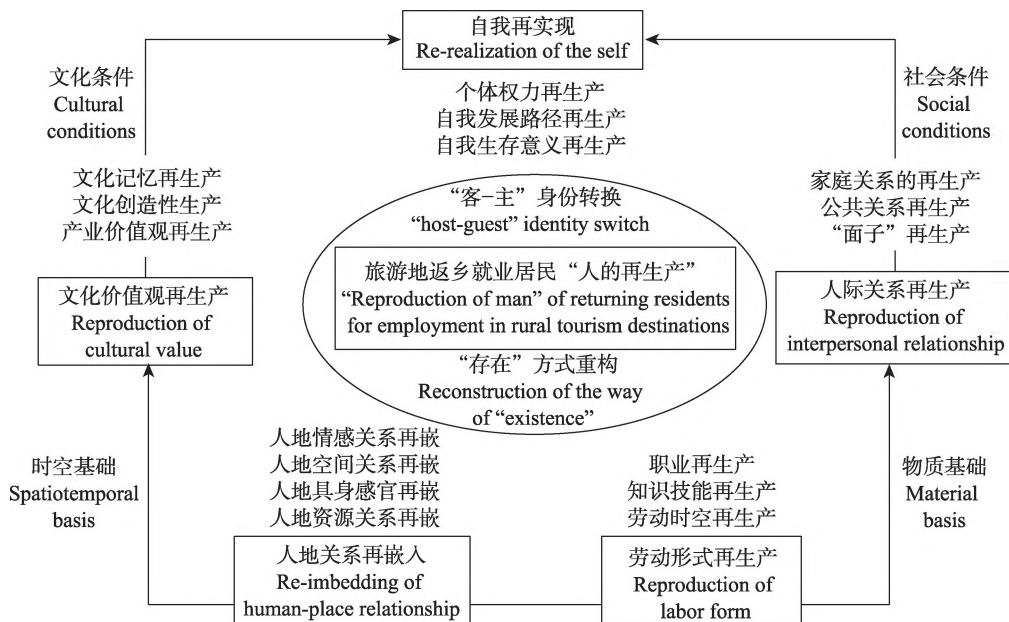 自我再实现
Re-realization of the self
文化条件
Cultural
conditions
社会条件
Social
conditions
个体权力再生产
自我发展路径再生产
自我生存意义再生产
文化记忆再生产
文化创造性生产
产业价值观再生产
家庭关系的再生产
公共关系再生产
“面子”再生产
“客-主”身份转换
“host-guest” identity switch
旅游地返乡就业居民“人的再生产”
“Reproduction of man” of returning residents
for employment in rural tourism destinations
“存在”方式重构
Reconstruction of the way
of “existence”
文化价值观再生产
Reproduction of
cultural value
人际关系再生产
Reproduction of
interpersonal relationship
时空基础
Spatiotemporal
basis
物质基础
Material
basis
人地情感关系再嵌
人地空间关系再嵌
人地具身感官再嵌
人地资源关系再嵌
职业再生产
知识技能再生产
劳动时空再生产
人地关系再嵌入
Re-imbedding of
human-place relationship
劳动形式再生产
Reproduction of
labor form